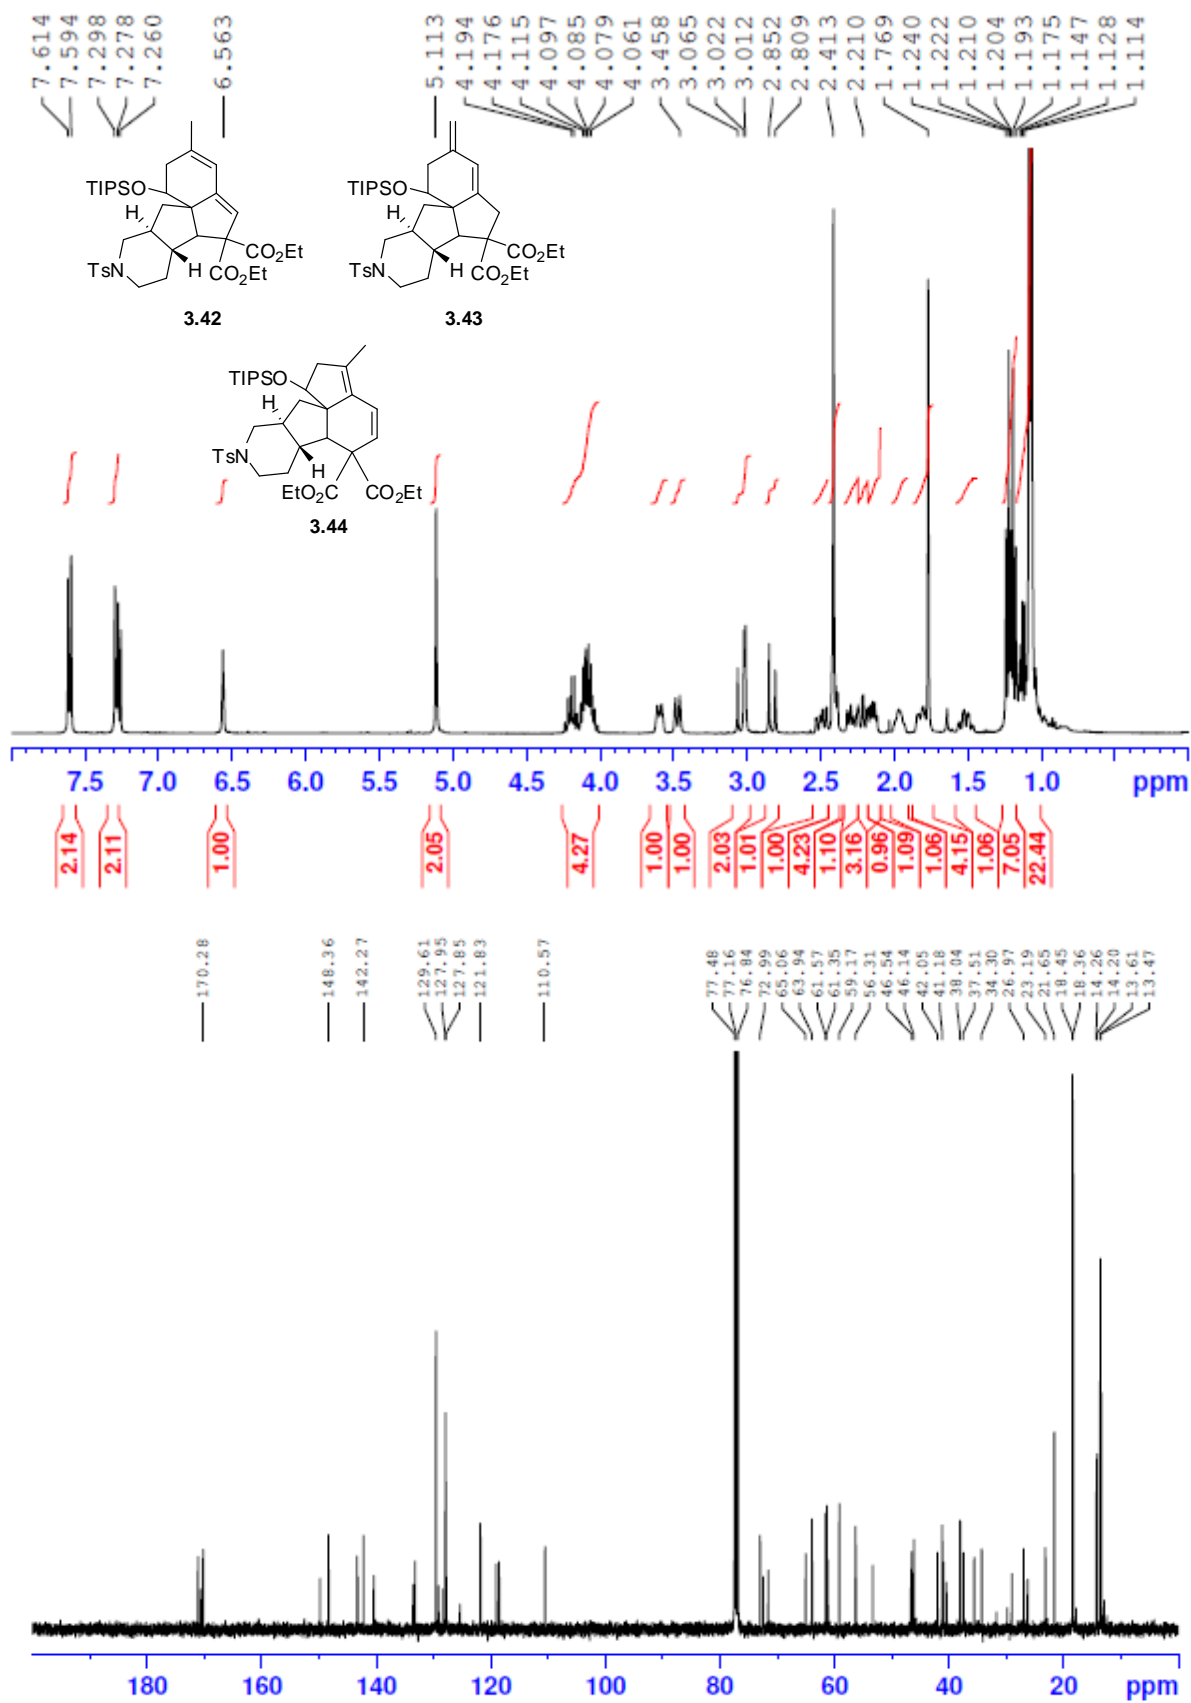 7.614 7.594 7.298 7.278 7.260 6.563 5.113 4.194 4.176 4.115 4.097 4.085 4.079 4.061 3.458 3.065 3.022 3.012 2.852 2.809 2.413 2.210 1.769 1.240 1.222 1.210 1.204 1.193 1.175 1.147 1.128 1.114
TIPSO H TsN H CO2Et CO2Et
3.42
TIPSO H TsN H CO2Et CO2Et
3.43
TIPSO H TsN H EtO2C CO2Et
3.44
7.5 7.0 6.5 6.0 5.5 5.0 4.5 4.0 3.5 3.0 2.5 2.0 1.5 1.0 ppm
2.14 2.11 1.00 2.05 4.27 1.00 1.00 2.03 1.01 1.00 4.23 1.10 3.16 0.96 1.09 1.06 4.15 1.06 7.05 22.44
170.28 148.36 142.27 129.61 127.95 127.85 121.83 110.57 77.48 77.16 76.84 72.99 65.06 63.94 61.57 61.35 59.17 56.31 46.54 46.14 42.05 41.18 38.04 37.51 34.30 26.97 23.19 21.65 18.45 18.36 14.26 14.20 13.61 13.47
180 160 140 120 100 80 60 40 20 ppm